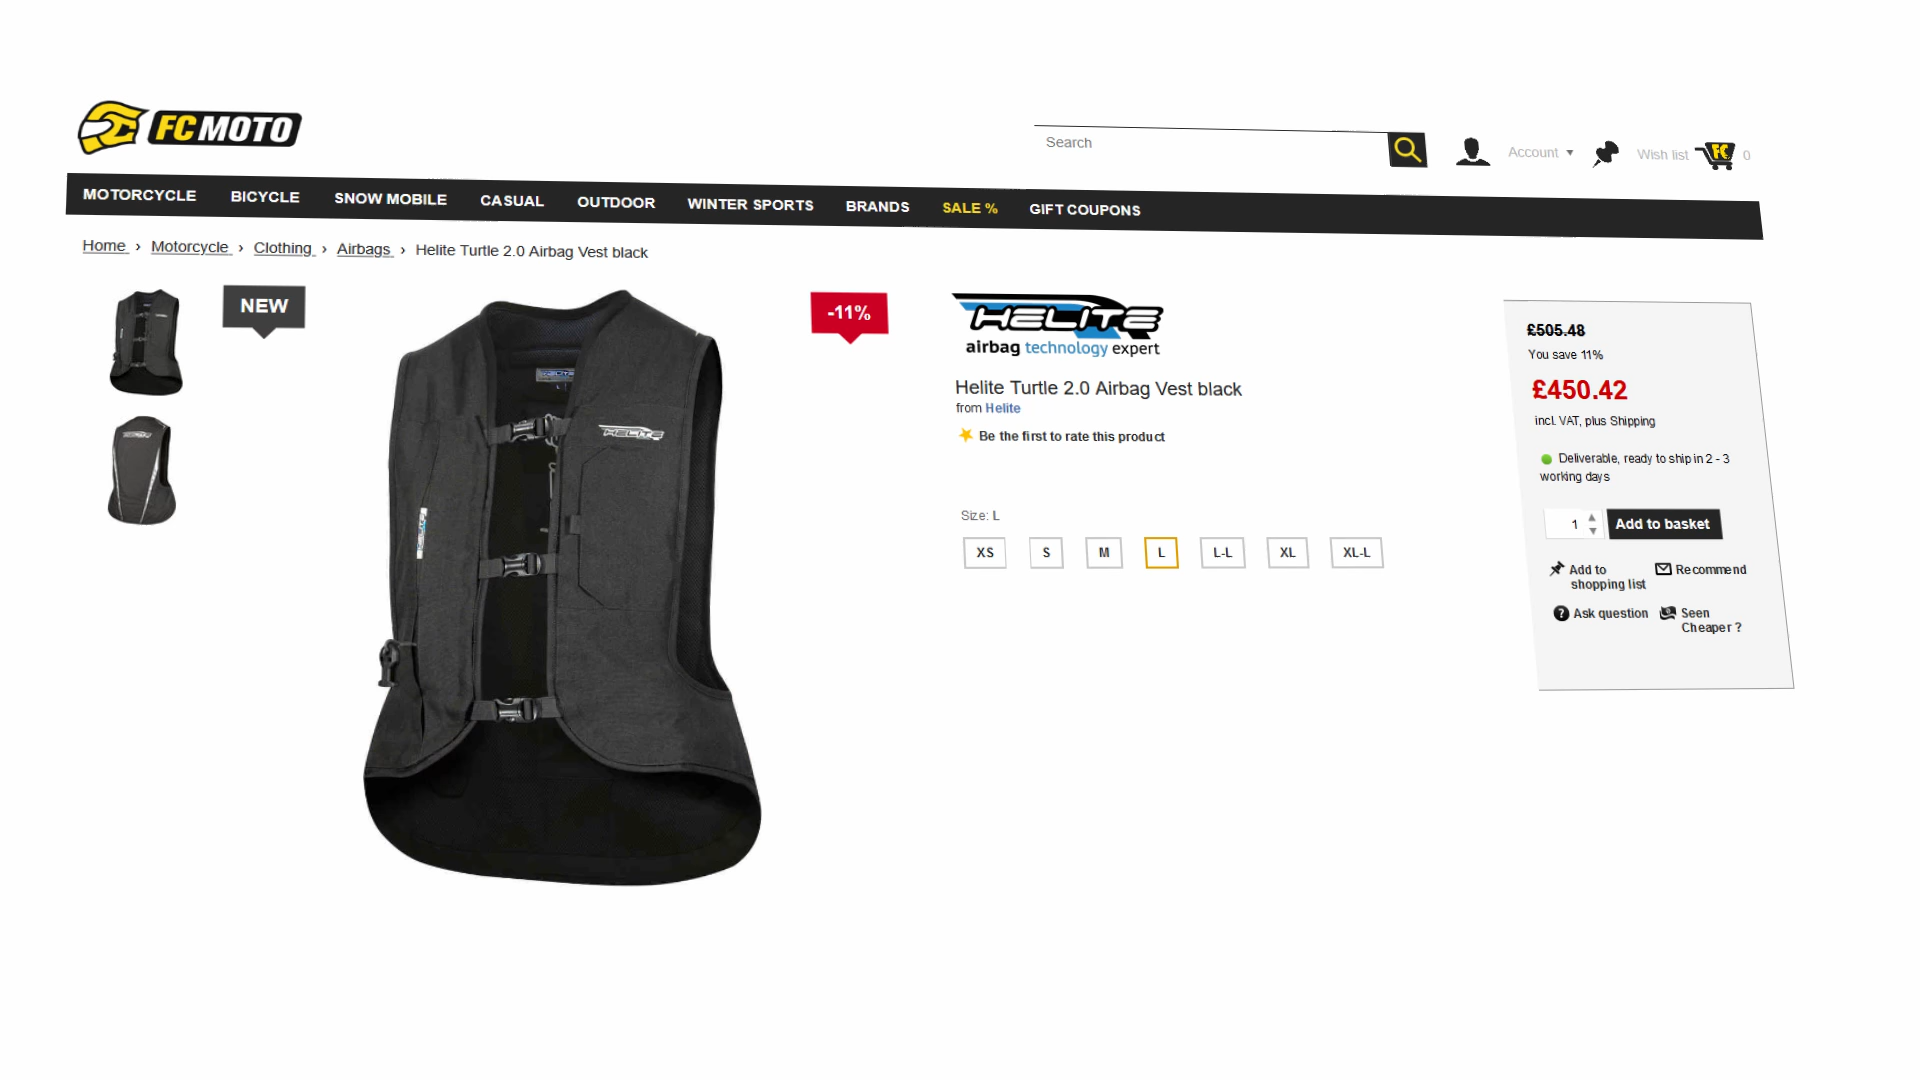 FC MOTO
Search
Account
Wish list
FC
0
MOTORCYCLE BICYCLE SNOW MOBILE CASUAL OUTDOOR WINTER SPORTS BRANDS SALE % GIFT COUPONS
Home › Motorcycle › Clothing › Airbags › Helite Turtle 2.0 Airbag Vest black
NEW
-11%
HELITE
L
HELITE
HELITE
airbag technology expert
Helite Turtle 2.0 Airbag Vest black
from Helite
Be the first to rate this product
Size: L
XS S M L L-L XL XL-L
£505.48
You save 11%
£450.42
incl. VAT, plus Shipping
Deliverable, ready to ship in 2 - 3
working days
1
Add to basket
Add to
shopping list
Recommend
Ask question
Seen
Cheaper ?